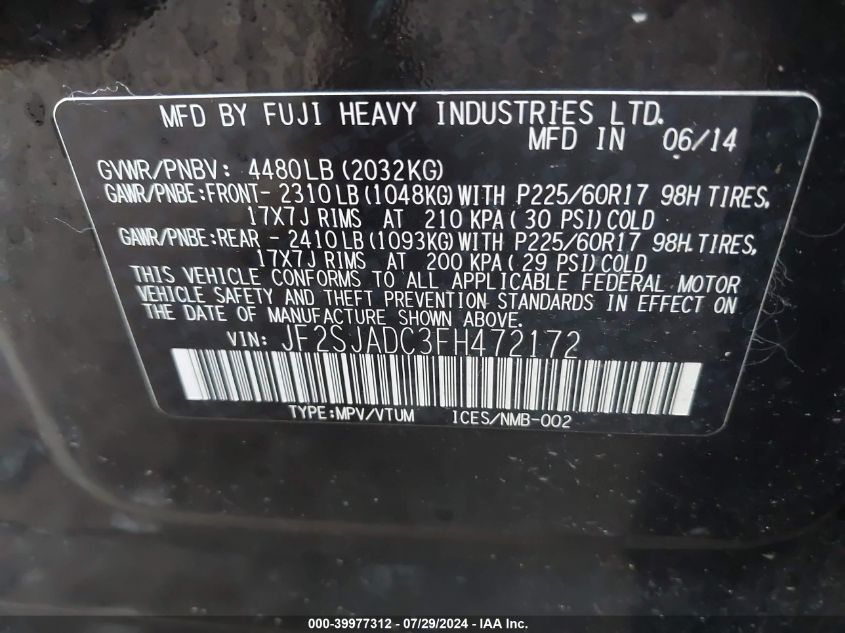 MFD BY FUJI HEAVY INDUSTRIES LTD.
MFD IN 06/14
GVWR/PNBV: 4480LB(2032KG)
GAWR/PNBE:FRONT- 2310LB(1048KG)WITH P225/60R17 98H TIRES,
17X7J RIMS AT 210 KPA(30 PSI)COLD
GAWR/PNBE:REAR - 2410LB(1093KG)WITH P225/60R17 98H TIRES,
17X7J RIMS AT 200 KPA(29 PSI)COLD
THIS VEHICLE CONFORMS TO ALL APPLICABLE FEDERAL MOTOR
VEHICLE SAFETY AND THEFT PREVENTION STANDARDS IN EFFECT ON
THE DATE OF MANUFACTURE SHOWN ABOVE.
VIN: JF2SJADC3FH472172
TYPE:MPV/VTUM ICES/NMB-002
000-39977312 - 07/29/2024 - IAA Inc.